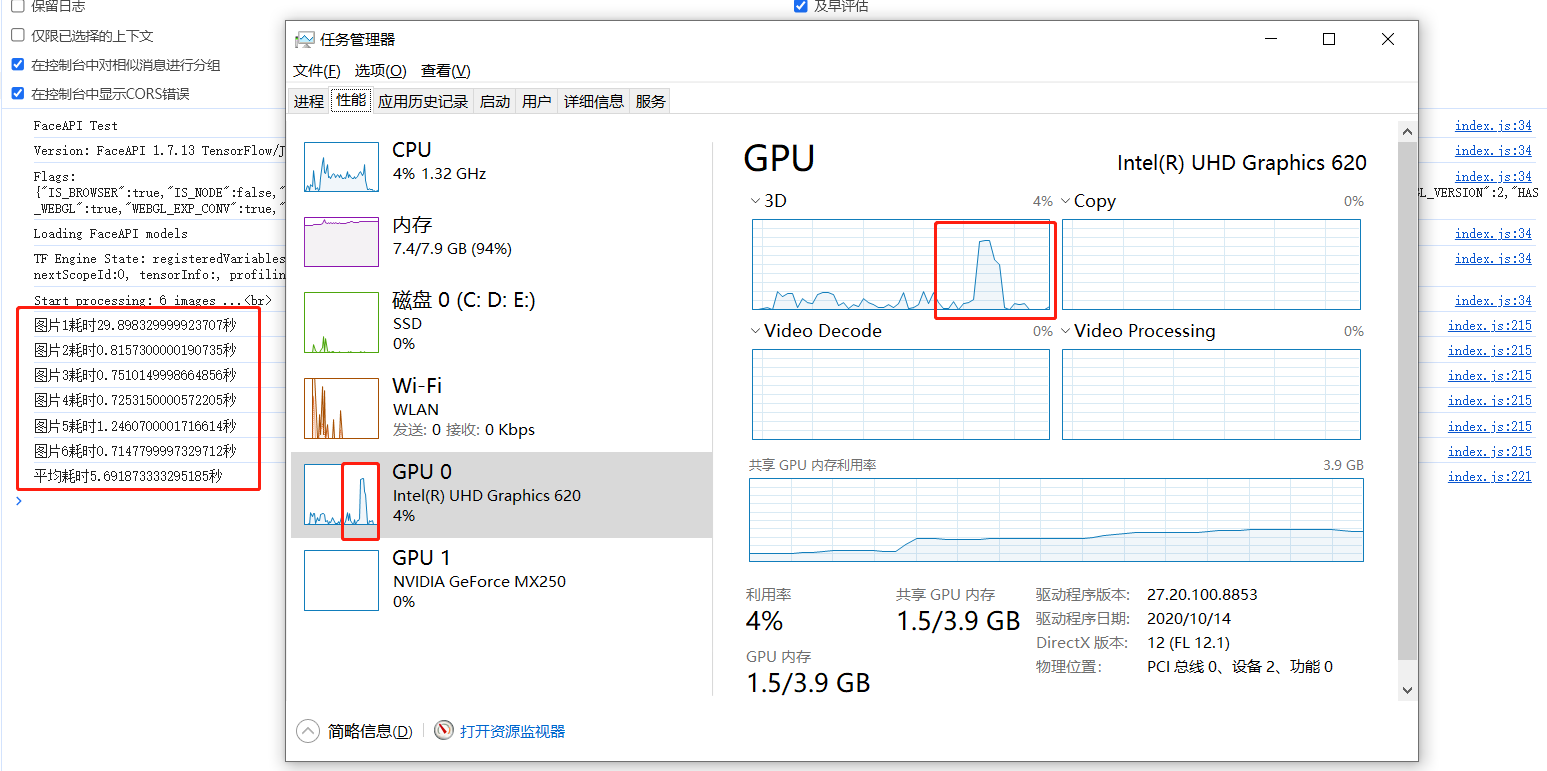 保留日志
及早评估
仅限已选择的上下文
在控制台中对相似消息进行分组
在控制台中显示CORS错误
FaceAPI Test
index.js:34
Version: FaceAPI 1.7.13 TensorFlow/J
index.js:34
Flags:
index.js:34
{"IS_BROWSER":true,"IS_NODE":false,"
GL_VERSION":2,"HAS
_WEBGL":true,"WEBGL_EXP_CONV":true,"
Loading FaceAPI models
index.js:34
TF Engine State: registeredVariables
index.js:34
nextScopeId:0, tensorInfo:, profilin
Start processing: 6 images ...<br>
index.js:34
图片1耗时29.898329999923707秒
index.js:215
图片2耗时0.8157300000190735秒
index.js:215
图片3耗时0.7510149998664856秒
index.js:215
图片4耗时0.7253150000572205秒
index.js:215
图片5耗时1.2460700001716614秒
index.js:215
图片6耗时0.7147799997329712秒
index.js:215
平均耗时5.691873333295185秒
index.js:221
任务管理器
文件(F) 选项(O) 查看(V)
进程 性能 应用历史记录 启动 用户 详细信息 服务
CPU
4% 1.32 GHz
内存
7.4/7.9 GB (94%)
磁盘 0 (C: D: E:)
SSD
0%
Wi-Fi
WLAN
发送: 0 接收: 0 Kbps
GPU 0
Intel(R) UHD Graphics 620
4%
GPU 1
NVIDIA GeForce MX250
0%
GPU
Intel(R) UHD Graphics 620
3D 4%
Copy 0%
Video Decode 0%
Video Processing 0%
共享 GPU 内存利用率 3.9 GB
利用率
4%
共享 GPU 内存
1.5/3.9 GB
GPU 内存
1.5/3.9 GB
驱动程序版本: 27.20.100.8853
驱动程序日期: 2020/10/14
DirectX 版本: 12 (FL 12.1)
物理位置: PCI 总线 0、设备 2、功能 0
简略信息(D)
打开资源监视器